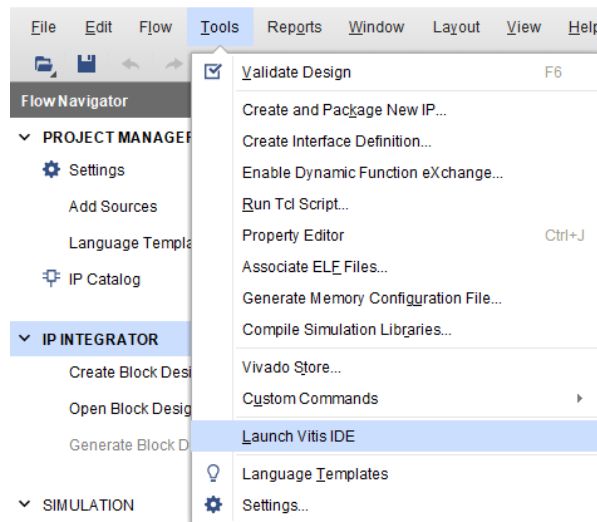 File Edit Flow Tools Reports Window Layout View Help
Flow Navigator
PROJECT MANAGER
Settings
Add Sources
Language Templa
IP Catalog
IP INTEGRATOR
Create Block Desi
Open Block Desig
Generate Block D
SIMULATION
Validate Design F6
Create and Package New IP...
Create Interface Definition...
Enable Dynamic Function eXchange...
Run Tcl Script...
Property Editor Ctrl+J
Associate ELF Files...
Generate Memory Configuration File...
Compile Simulation Libraries...
Vivado Store...
Custom Commands
Launch Vitis IDE
Language Templates
Settings...